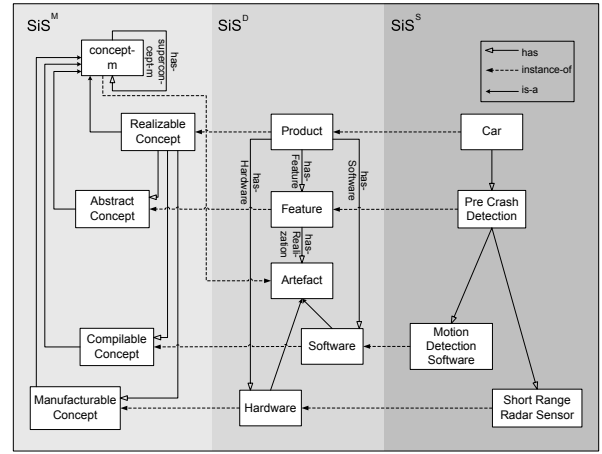 SiS^M
SiS^D
SiS^S
concept-
m
has-
supercon-
cept-m
has
instance-of
is-a
Realizable
Concept
Product
Car
has-
Hardware
has-
Feature
has-
Software
Abstract
Concept
Feature
Pre Crash
Detection
has-
Reali-
zation
Artefact
Compilable
Concept
Software
Motion
Detection
Software
Manufacturable
Concept
Hardware
Short Range
Radar Sensor